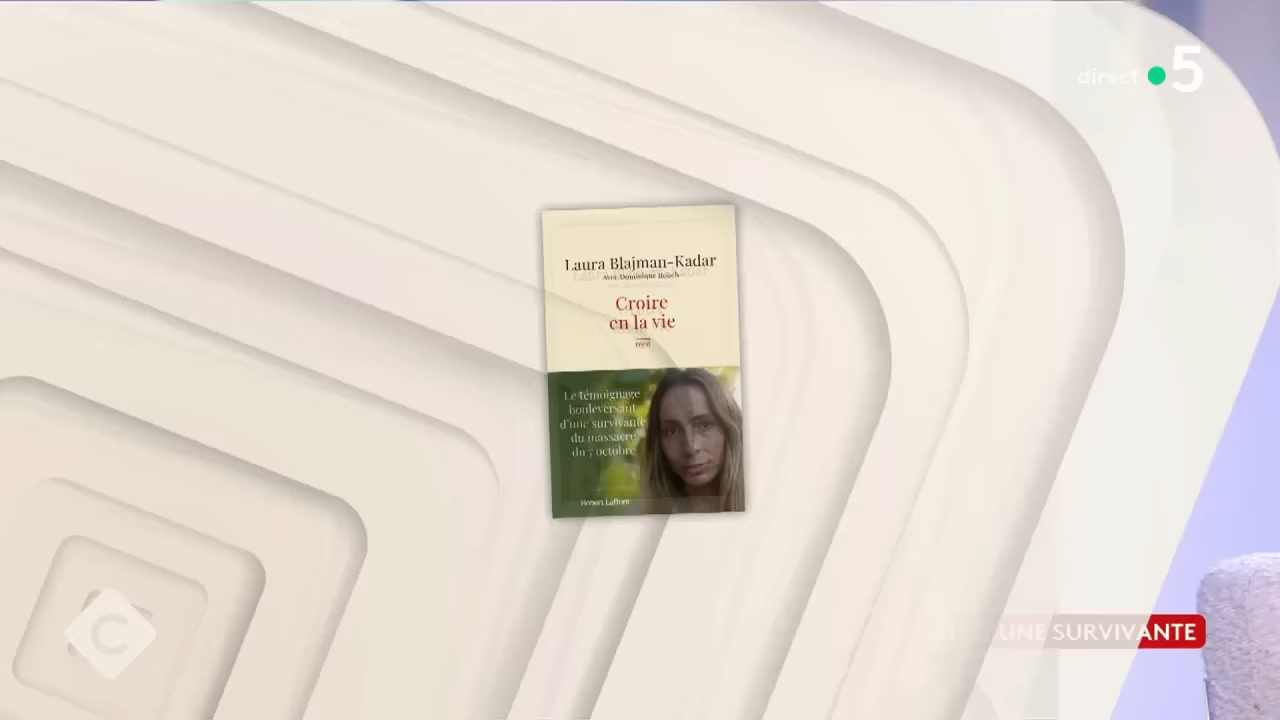 direct 5
Laura Blajman-Kadar
Avec Dominique Rouch
Croire
en la vie
récit
Le témoignage
bouleversant
d'une survivante
du massacre
du 7 octobre
Robert Laffont
C
UNE SURVIVANTE